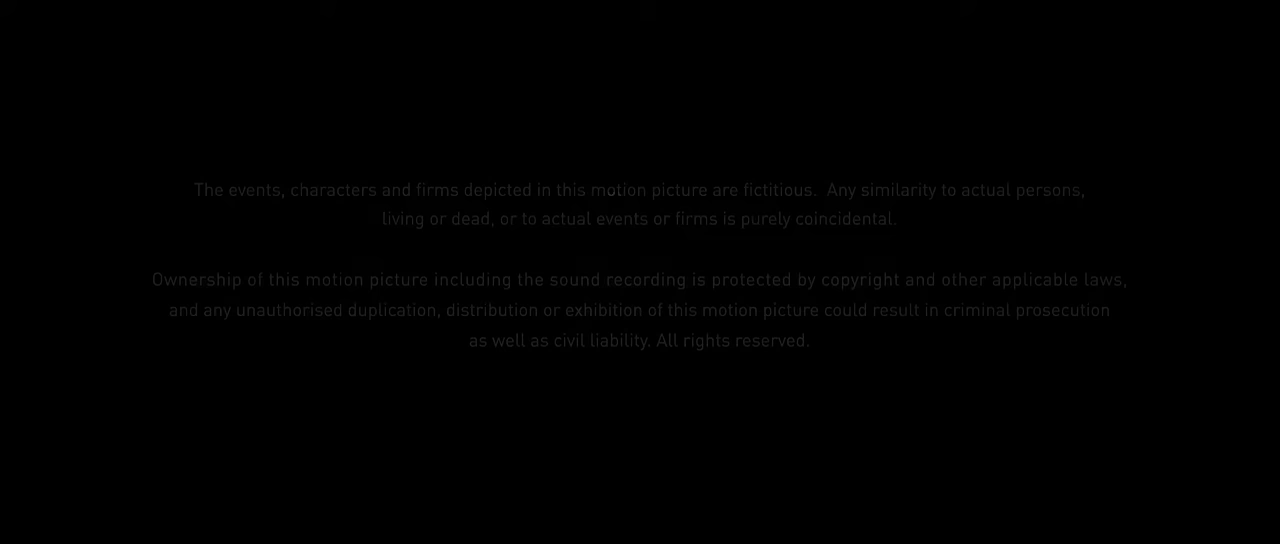 The events, characters and firms depicted in this motion picture are fictitious.  Any similarity to actual persons,
living or dead, or to actual events or firms is purely coincidental.
Ownership of this motion picture including the sound recording is protected by copyright and other applicable laws,
and any unauthorised duplication, distribution or exhibition of this motion picture could result in criminal prosecution
as well as civil liability. All rights reserved.